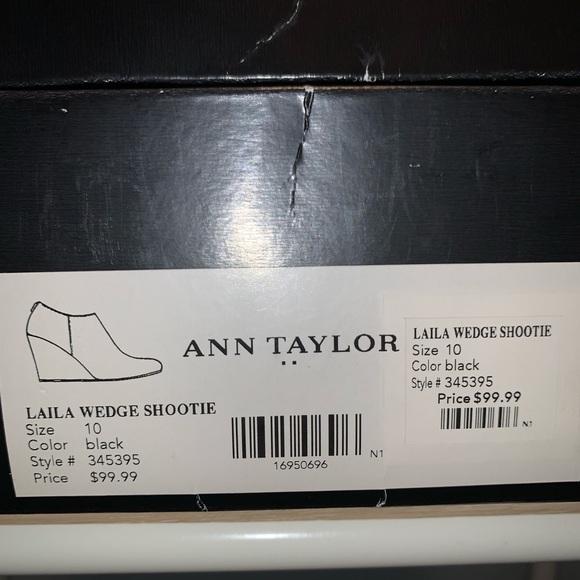 ANN TAYLOR
LAILA WEDGE SHOOTIE
Size 10
Color black
Style # 345395
Price $99.99
16950696
N1
LAILA WEDGE SHOOTIE
Size 10
Color black
Style # 345395
Price $99.99
N1